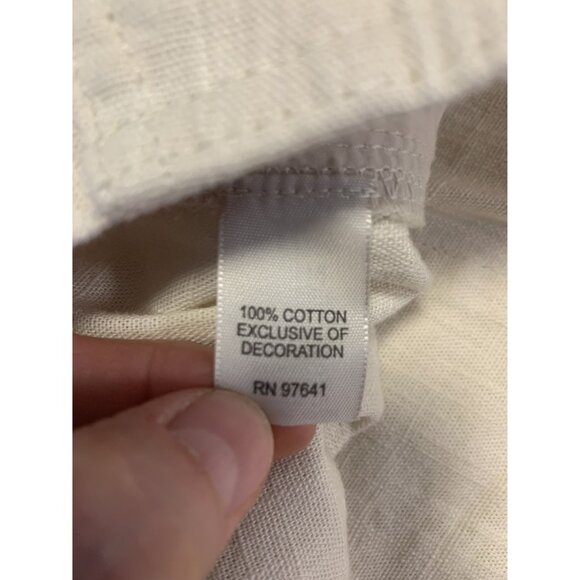 100% COTTON
EXCLUSIVE OF
DECORATION
RN 97641